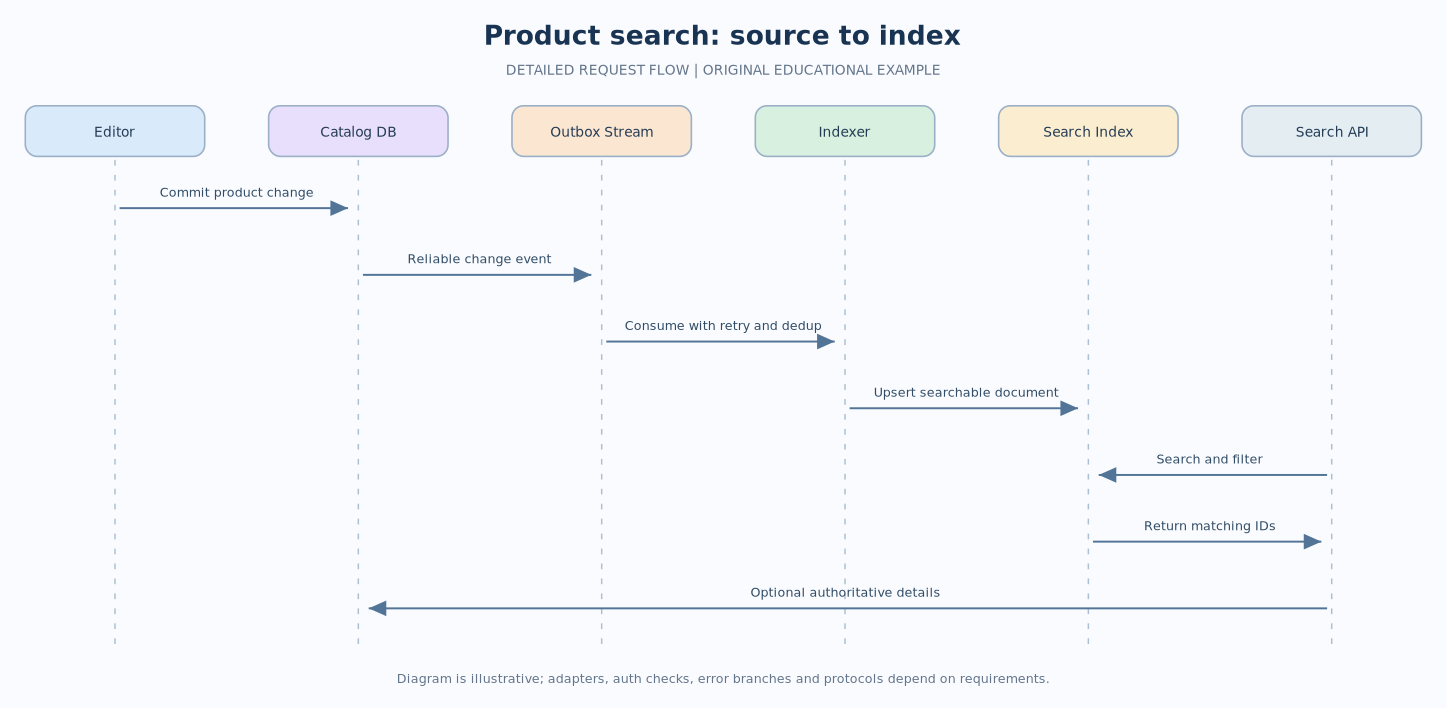 Product search: source to index
DETAILED REQUEST FLOW | ORIGINAL EDUCATIONAL EXAMPLE
Editor
Catalog DB
Outbox Stream
Indexer
Search Index
Search API
Commit product change
Reliable change event
Consume with retry and dedup
Upsert searchable document
Search and filter
Return matching IDs
Optional authoritative details
Diagram is illustrative; adapters, auth checks, error branches and protocols depend on requirements.